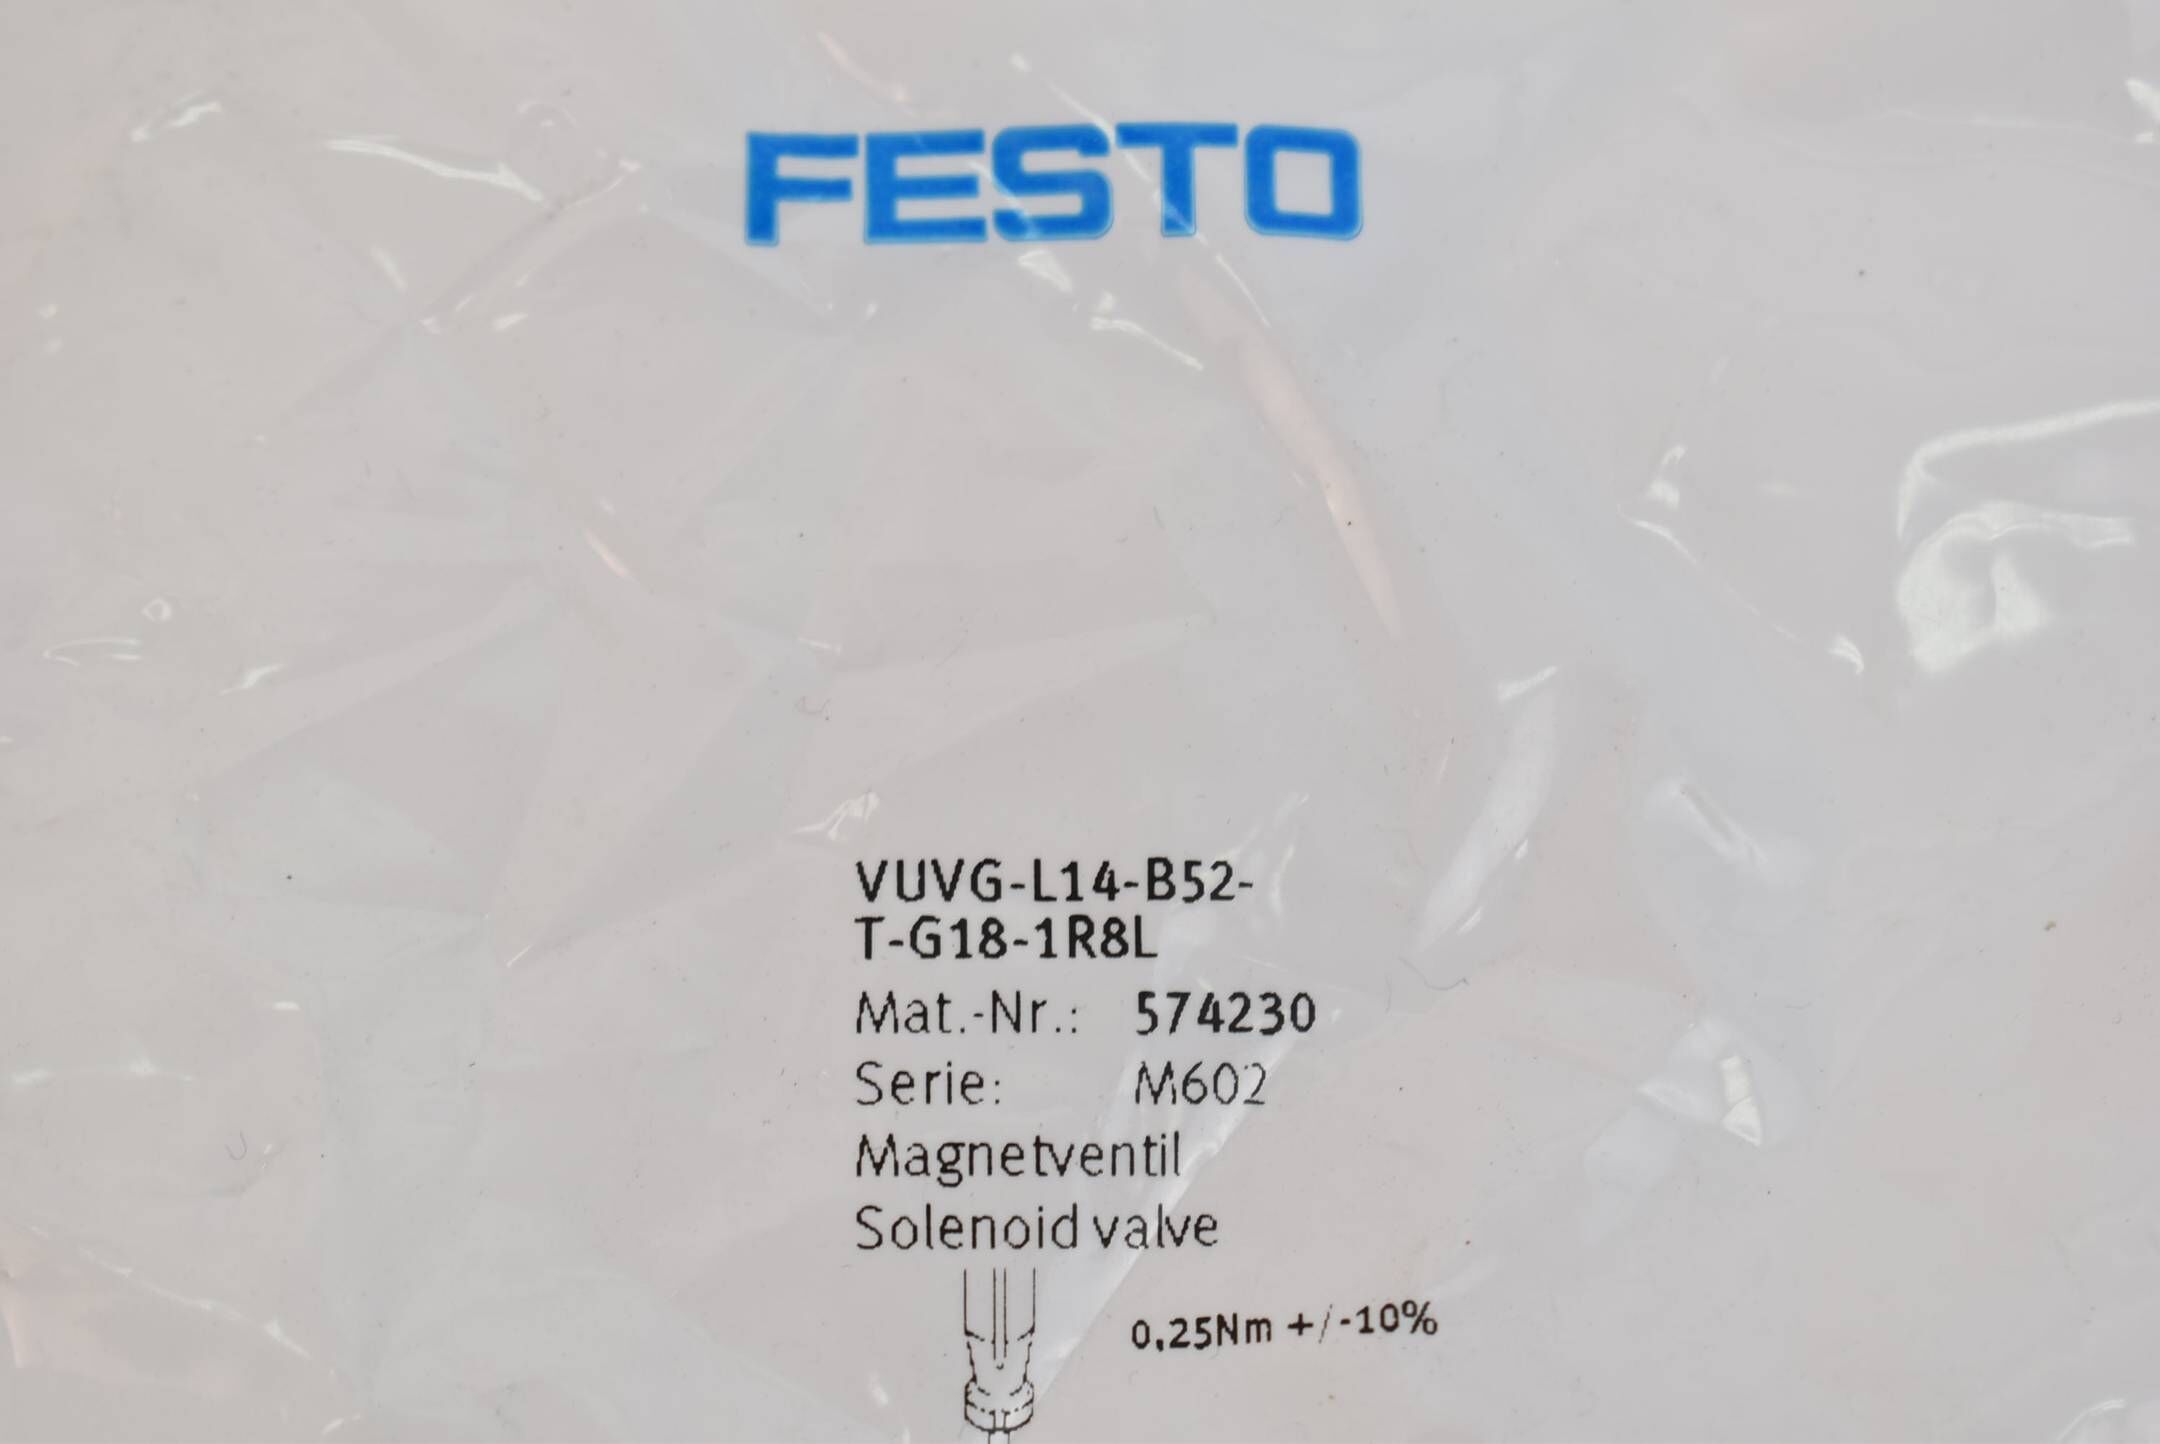 FESTO
VUVG-L14-B52-
T-G18-1R8L
Mat.-Nr.: 574230
Serie: M602
Magnetventil
Solenoid valve
0,25Nm +/-10%